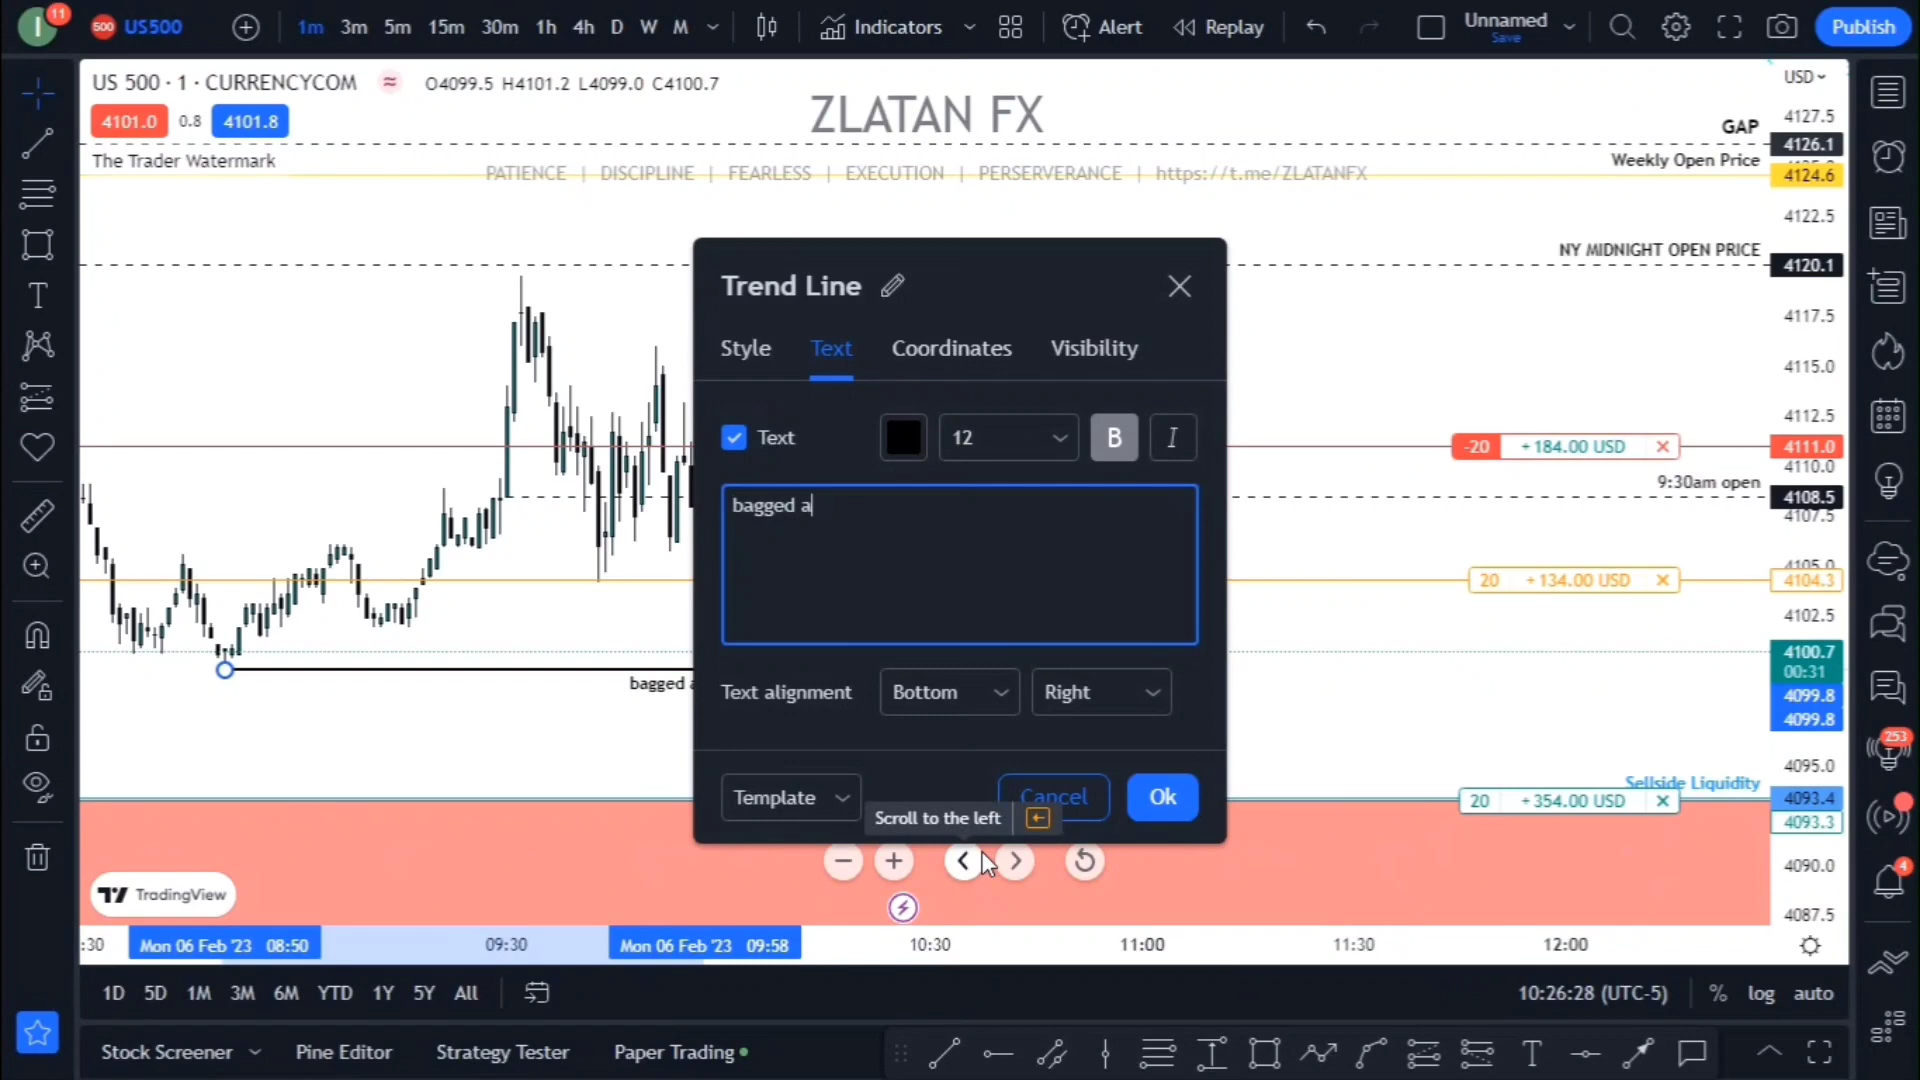 11
500 US500 1m 3m 5m 15m 30m 1h 4h D W M Indicators Alert Replay Unnamed Save Publish
US 500 · 1 · CURRENCYCOM ≈ O4099.5 H4101.2 L4099.0 C4100.7
USD
4101.0 0.8 4101.8
ZLATAN FX
4127.5
GAP 4126.1
The Trader Watermark
Weekly Open Price
PATIENCE | DISCIPLINE | FEARLESS | EXECUTION | PERSERVERANCE | https://t.me/ZLATANFX
4124.6
4122.5
NY MIDNIGHT OPEN PRICE
4120.1
Trend Line
4117.5
Style Text Coordinates Visibility
4115.0
4112.5
Text 12 B I
-20 +184.00 USD 4111.0
4110.0
9:30am open
4108.5
bagged a
4107.5
4105.0
20 +134.00 USD 4104.3
4102.5
4100.7
00:31
bagged a
Text alignment Bottom Right
4099.8
4099.8
253
4095.0
Sellside Liquidity
Template Cancel Ok
20 +354.00 USD 4093.4
Scroll to the left
4093.3
4090.0
4
TradingView
4087.5
:30 Mon 06 Feb '23 08:50 09:30 Mon 06 Feb '23 09:58 10:30 11:00 11:30 12:00
1D 5D 1M 3M 6M YTD 1Y 5Y All 10:26:28 (UTC-5) % log auto
Stock Screener Pine Editor Strategy Tester Paper Trading